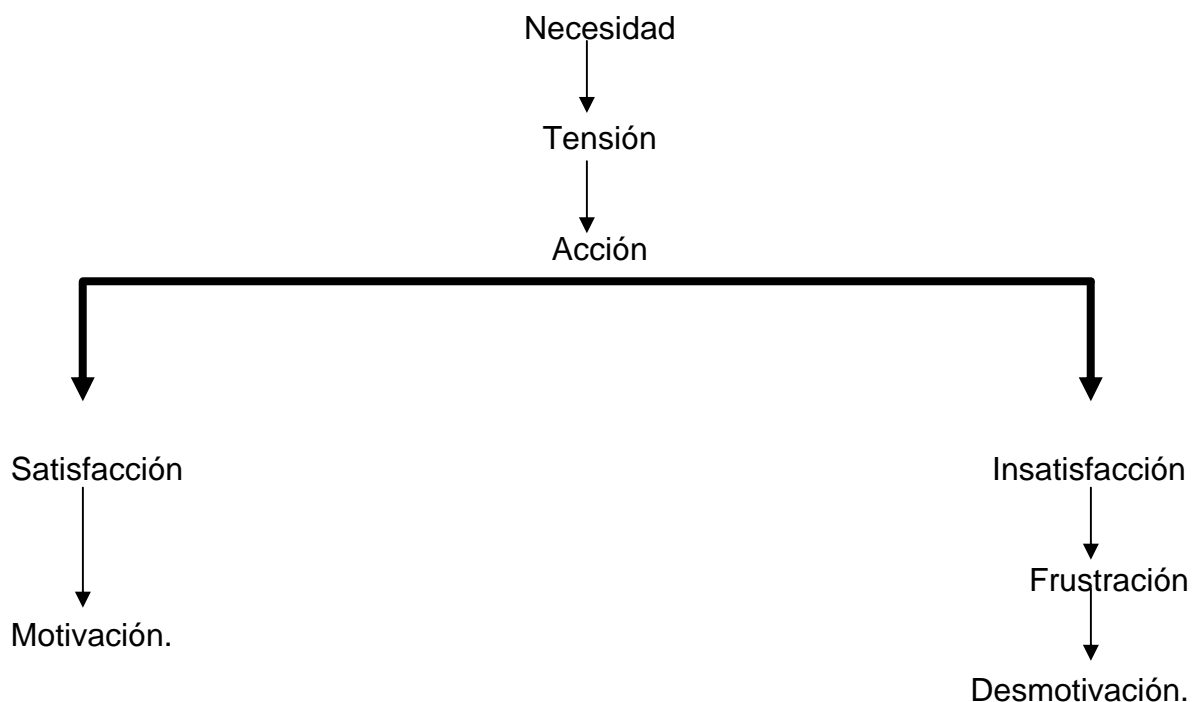 Necesidad
Tensión
Acción
Satisfacción
Insatisfacción
Frustración
Motivación.
Desmotivación.